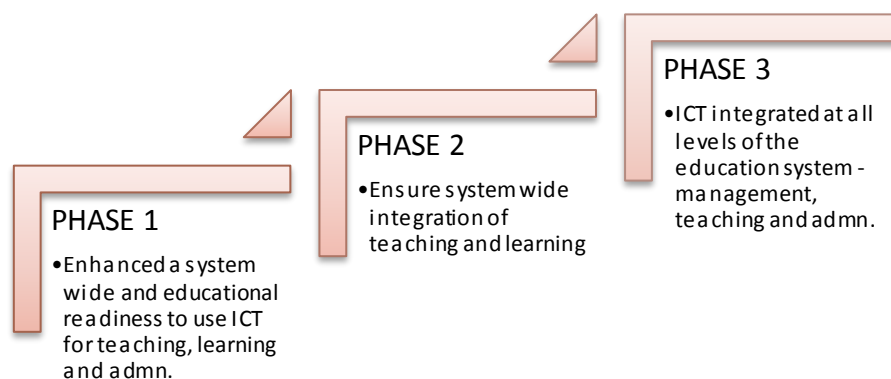 PHASE 1
•Enhanced a system
wide and educational
readiness to use ICT
for teaching, learning
and admn.
PHASE 2
•Ensure system wide
integration of
teaching and learning
PHASE 3
•ICT integrated at all
levels of the
education system -
management,
teaching and admn.